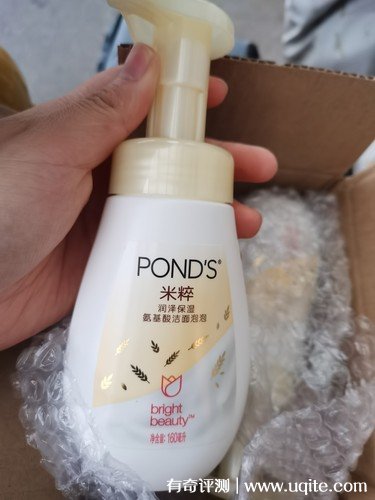 POND'S®
米粹
润泽保湿
氨基酸洁面泡泡
bright
beauty™
净含量:160毫升
有奇评测 | www.uqite.com